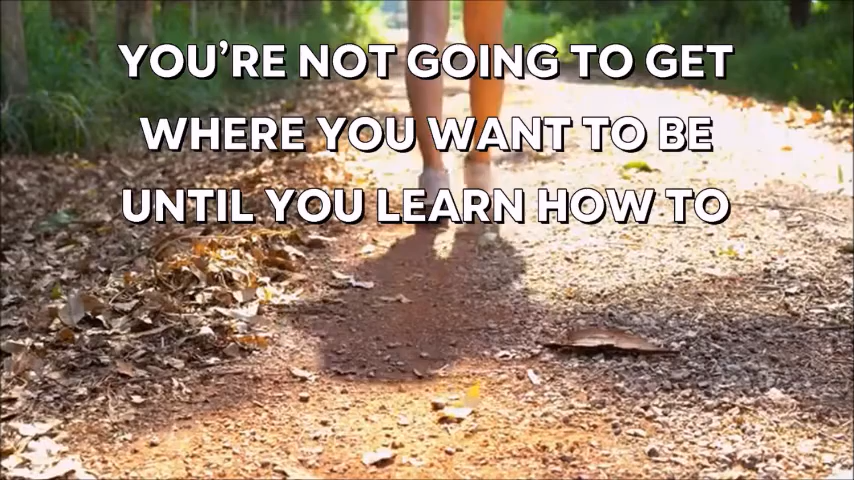 YOU’RE NOT GOING TO GET
WHERE YOU WANT TO BE
UNTIL YOU LEARN HOW TO